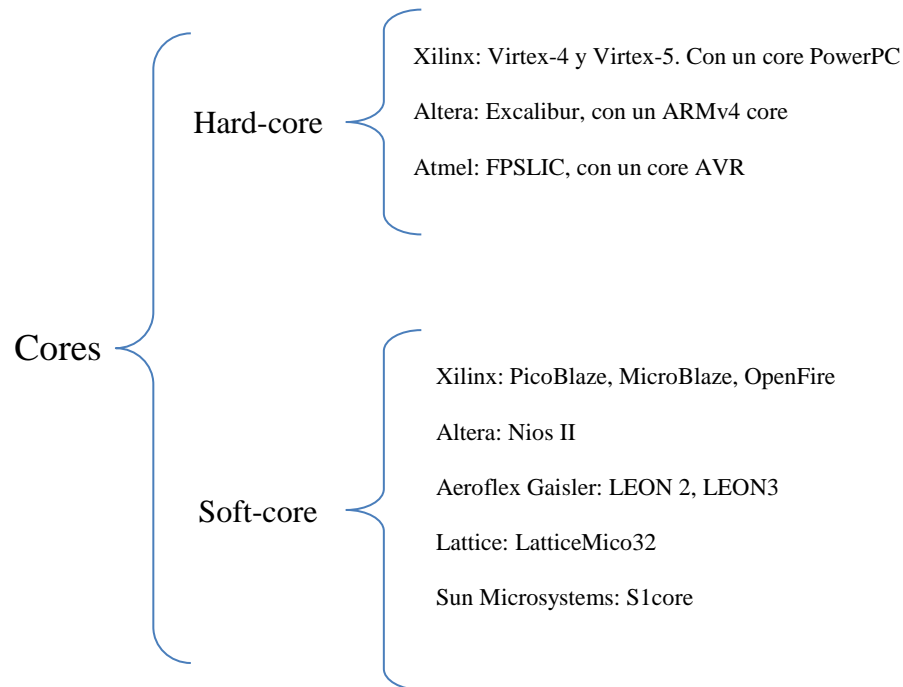 Cores
Hard-core
Xilinx: Virtex-4 y Virtex-5. Con un core PowerPC
Altera: Excalibur, con un ARMv4 core
Atmel: FPSLIC, con un core AVR
Soft-core
Xilinx: PicoBlaze, MicroBlaze, OpenFire
Altera: Nios II
Aeroflex Gaisler: LEON 2, LEON3
Lattice: LatticeMico32
Sun Microsystems: S1core